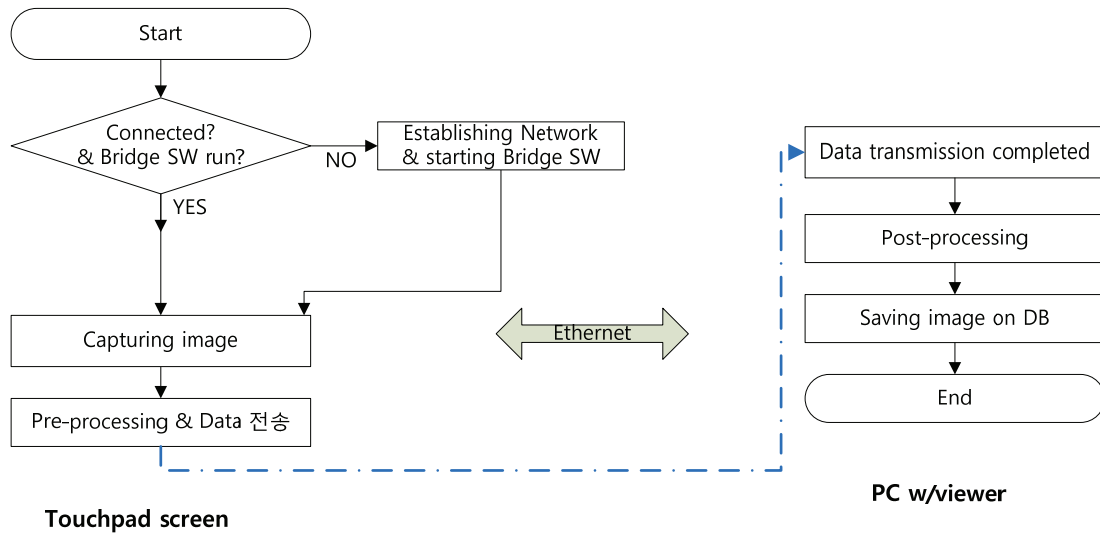 Start
Connected?
& Bridge SW run?
NO
YES
Establishing Network
& starting Bridge SW
Capturing image
Pre-processing & Data 전송
Touchpad screen
Ethernet
Data transmission completed
Post-processing
Saving image on DB
End
PC w/viewer